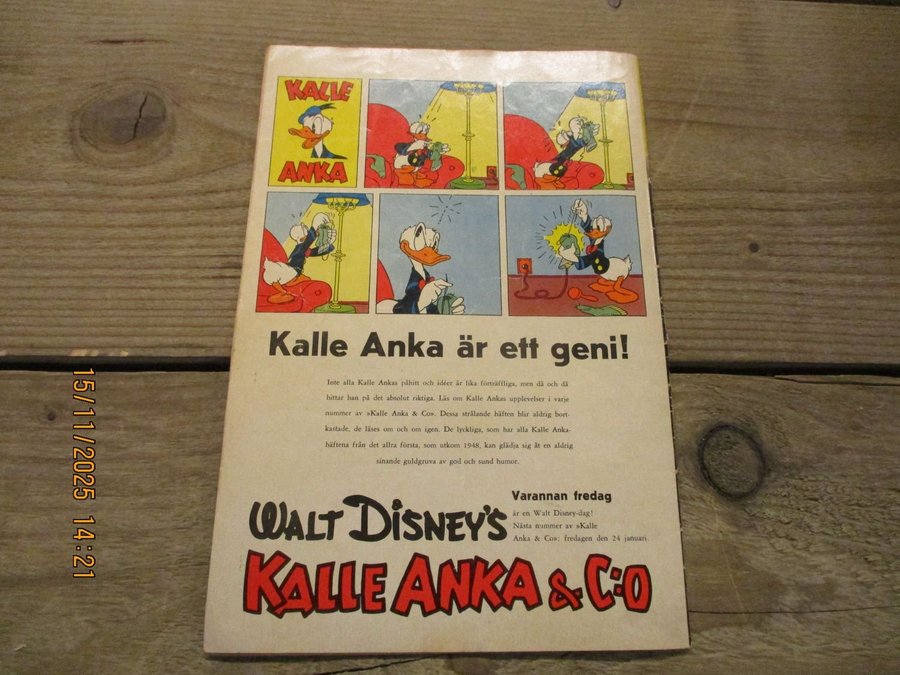 KALLE
ANKA
Kalle Anka är ett geni!
Inte alla Kalle Ankas påhitt och idéer är lika förträffliga, men då och då
hittar han på det absolut riktiga. Läs om Kalle Ankas upplevelser i varje
nummer av »Kalle Anka & Co». Dessa strålande häften blir aldrig bort-
kastade, de läses om och om igen. De lyckliga, som har alla Kalle Anka-
häftena från det allra första, som utkom 1948, kan glädja sig åt en aldrig
sinande guldgruva av god och sund humor.
WALT DISNEY'S
KALLE ANKA & C:O
Varannan fredag
är en Walt Disney-dag!
Nästa nummer av »Kalle
Anka & Co»: fredagen den 24 januari.
15/11/2025 14:21